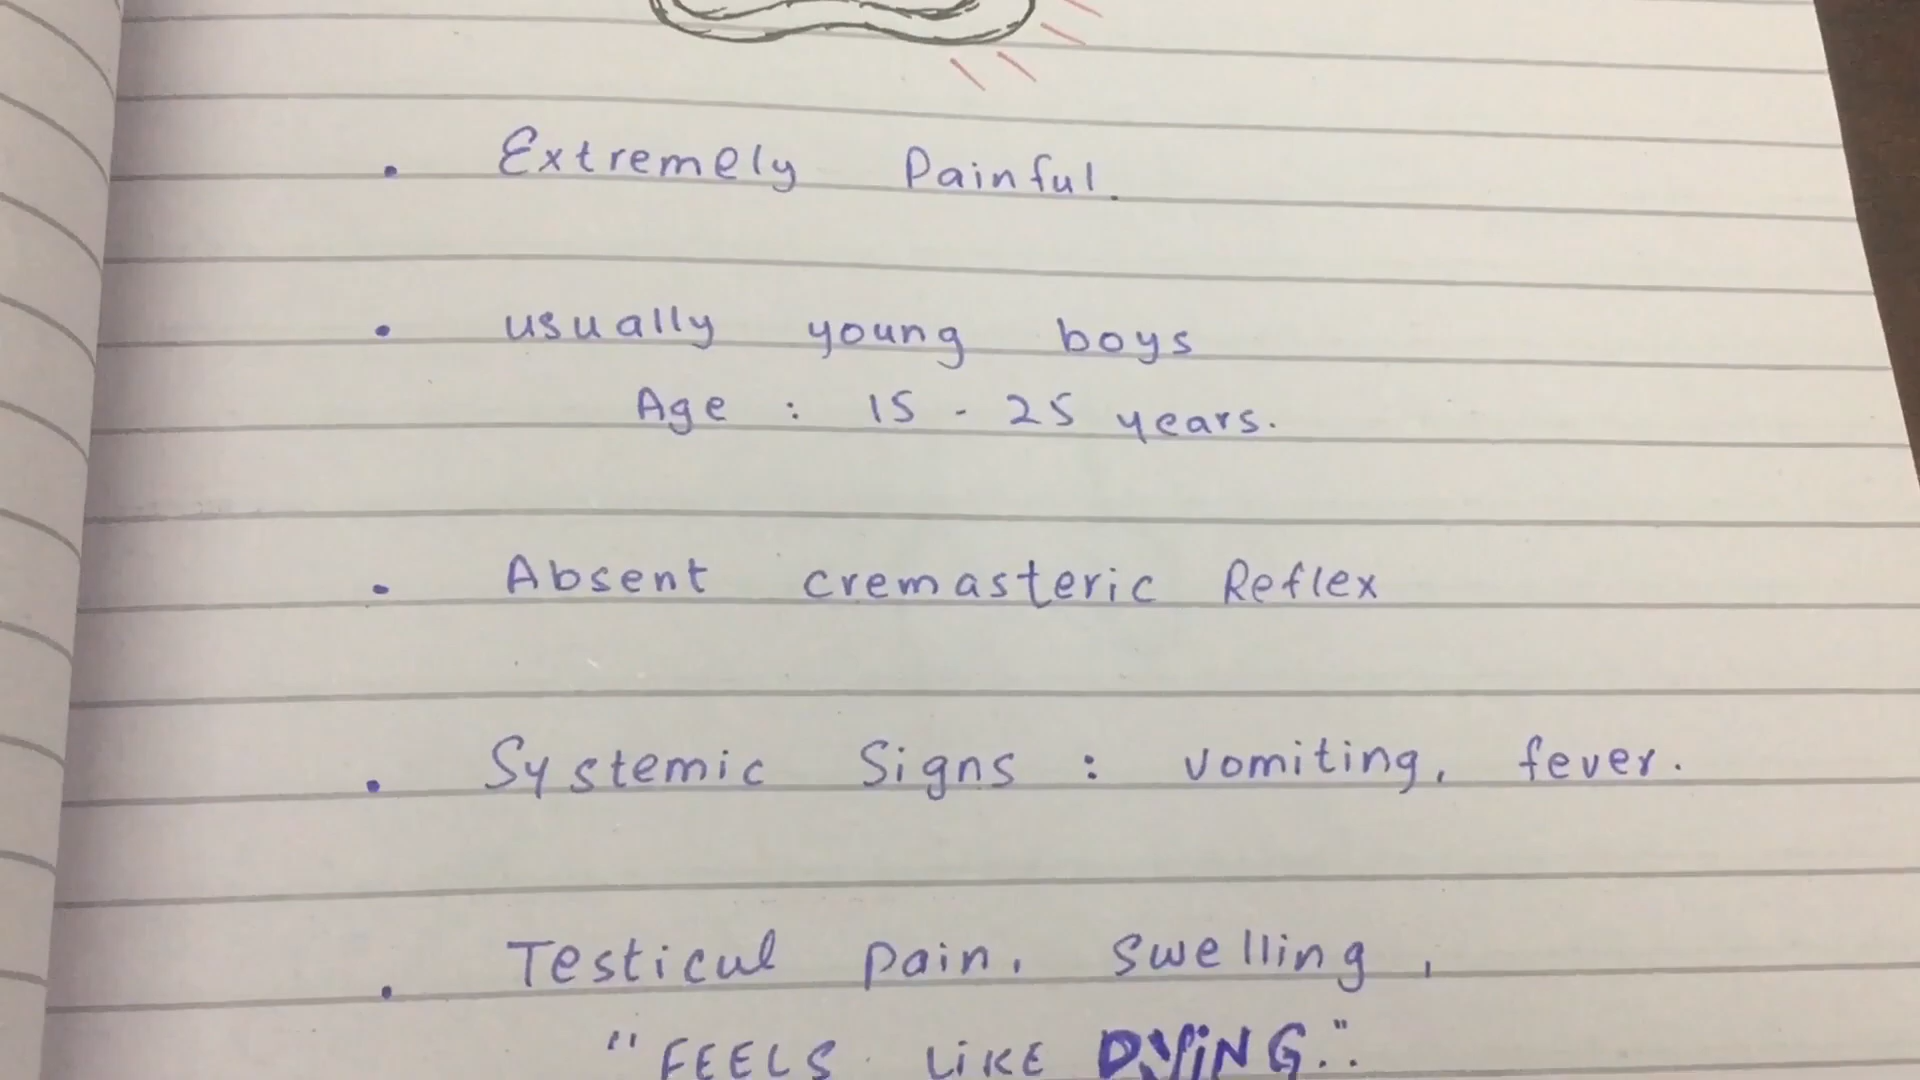 • Extremely Painful.
• usually young boys
Age : 15 - 25 years.
• Absent cremasteric Reflex
• Systemic Signs : vomiting, fever.
• Testicul pain, swelling,
"FEELS LiKE DYiNG."